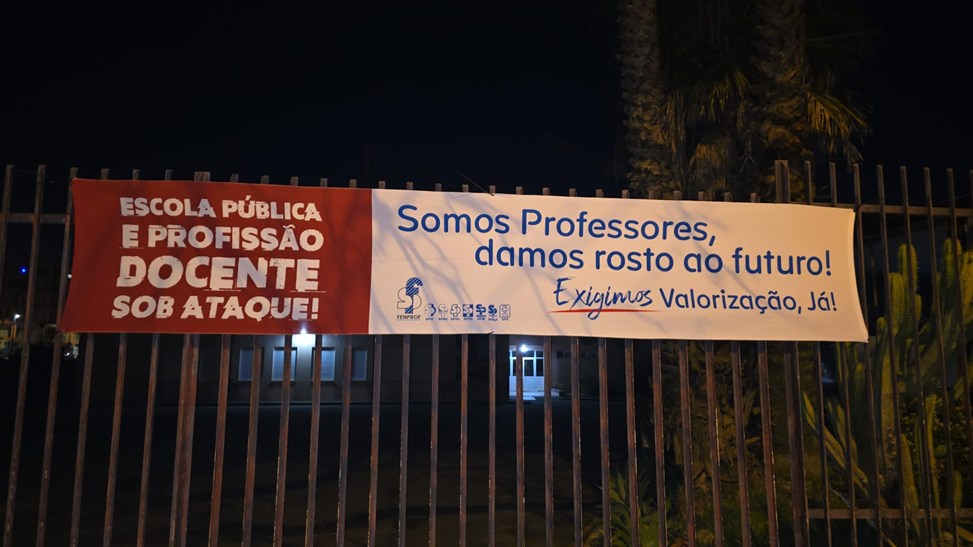 ESCOLA PÚBLICA
E PROFISSÃO
DOCENTE
SOB ATAQUE!
Somos Professores,
damos rosto ao futuro!
Exigimos Valorização, Já!
FENPROF